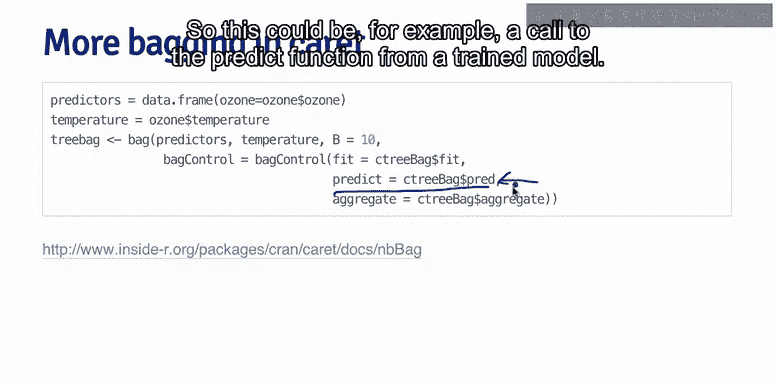 So this could be, for example, a call to
the predict function from a trained model.
More bagging in caret
predictors = data.frame(ozone=ozone$ozone)
temperature = ozone$temperature
treebag <- bag(predictors, temperature, B = 10,
bagControl = bagControl(fit = ctreeBag$fit,
predict = ctreeBag$pred
aggregate = ctreeBag$aggregate))
http://www.inside-r.org/packages/cran/caret/docs/nbBag